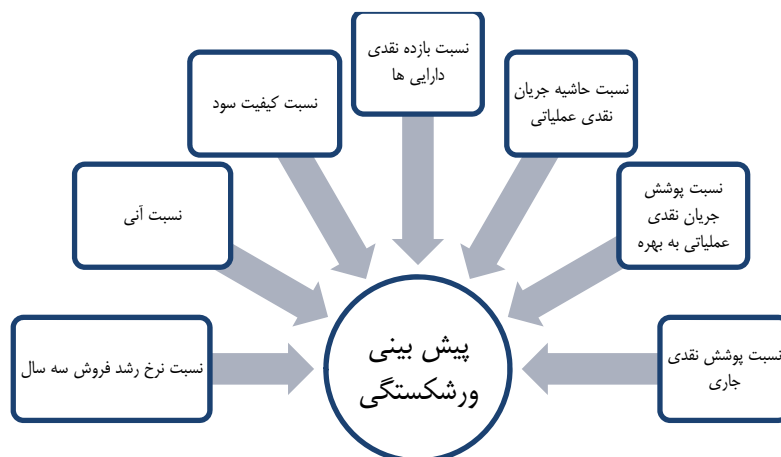 نسبت بازده نقدی
دارایی ها
نسبت حاشیه جریان
نقدی عملیاتی
نسبت کیفیت سود
نسبت پوشش
جریان نقدی
عملیاتی به بهره
نسبت آنی
نسبت پوشش نقدی
جاری
نسبت نرخ رشد فروش سه سال
پیش بینی
ورشکستگی